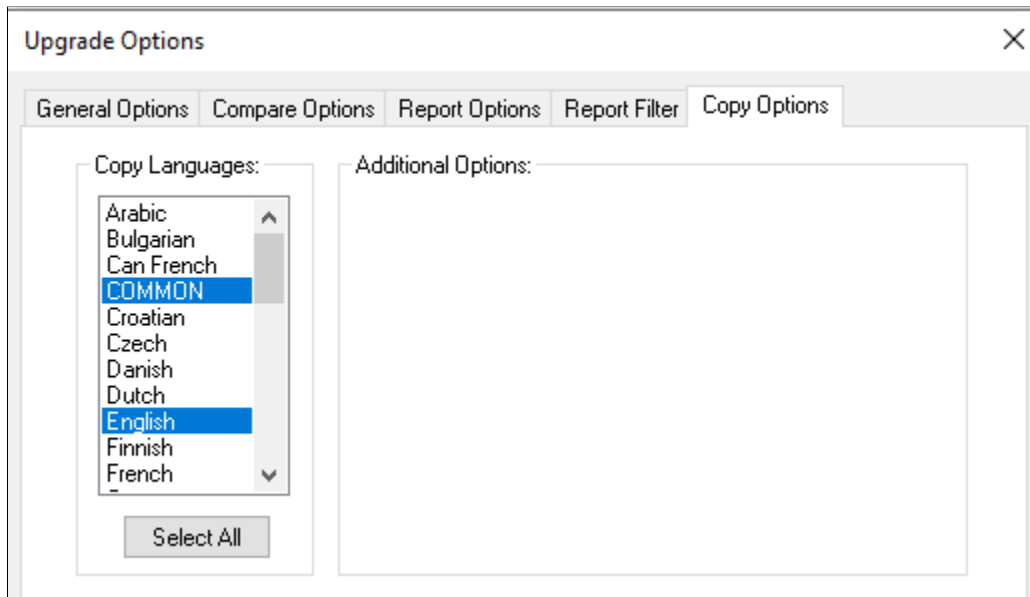 Upgrade Options
General Options Compare Options Report Options Report Filter Copy Options
Copy Languages:
Arabic
Bulgarian
Can French
COMMON
Croatian
Czech
Danish
Dutch
English
Finnish
French
Select All
Additional Options: